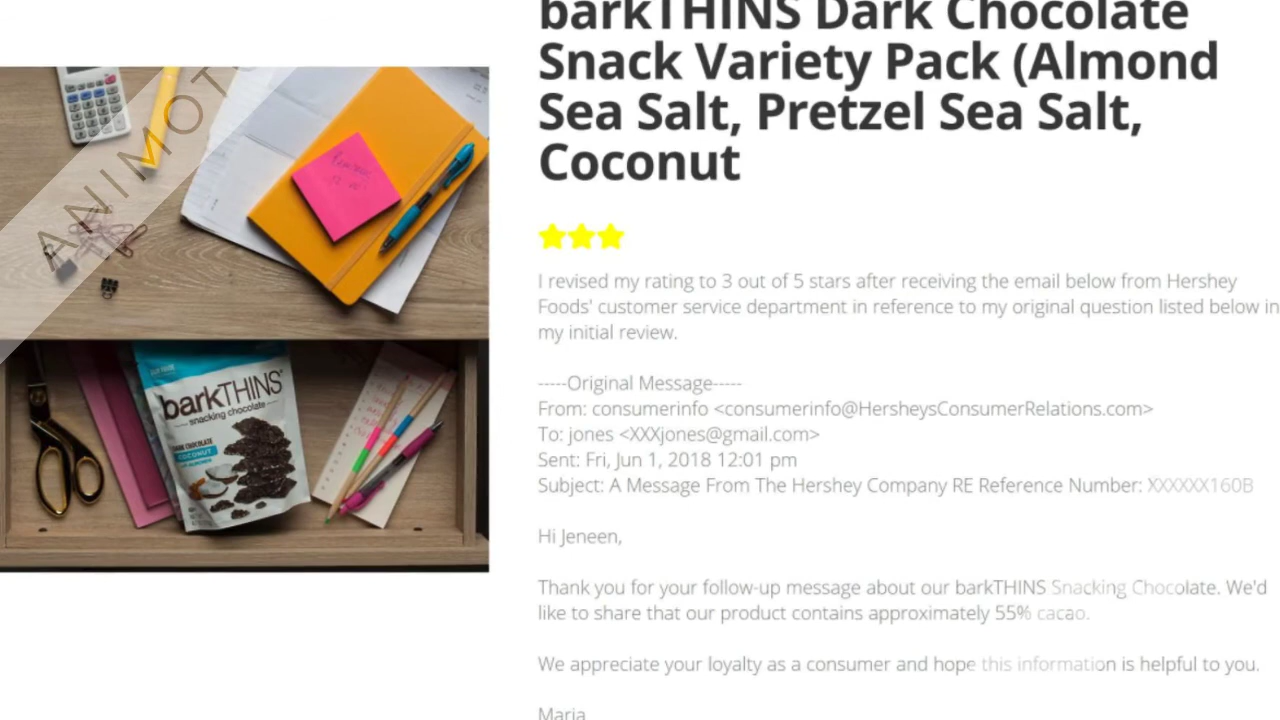 barkTHINS Dark Chocolate
Snack Variety Pack (Almond
Sea Salt, Pretzel Sea Salt,
Coconut
I revised my rating to 3 out of 5 stars after receiving the email below from Hershey
Foods' customer service department in reference to my original question listed below in
my initial review.
-----Original Message-----
From: consumerinfo <consumerinfo@HersheysConsumerRelations.com>
To: jones <XXXjones@gmail.com>
Sent: Fri, Jun 1, 2018 12:01 pm
Subject: A Message From The Hershey Company RE Reference Number: XXXXXX160B
Hi Jeneen,
Thank you for your follow-up message about our barkTHINS Snacking Chocolate. We'd
like to share that our product contains approximately 55% cacao.
We appreciate your loyalty as a consumer and hope this information is helpful to you.
Maria
ANIMOT
barkTHINS
snacking chocolate
DARK CHOCOLATE
COCONUT